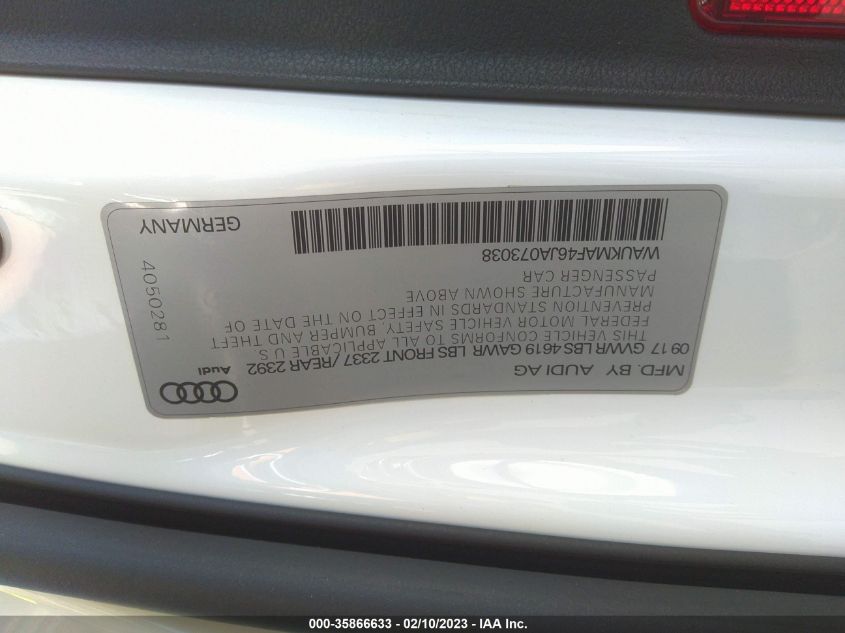 MFD. BY AUDI AG
Audi
09 17 GVWR LBS 4619 GAWR LBS FRONT 2337 / REAR 2392
THIS VEHICLE CONFORMS TO ALL APPLICABLE U S
FEDERAL MOTOR VEHICLE SAFETY, BUMPER AND THEFT
PREVENTION STANDARDS IN EFFECT ON THE DATE OF
MANUFACTURE SHOWN ABOVE
PASSENGER CAR
WAUKMAF46JA073038
4050281
GERMANY
000-35866633 — 02/10/2023 — IAA Inc.